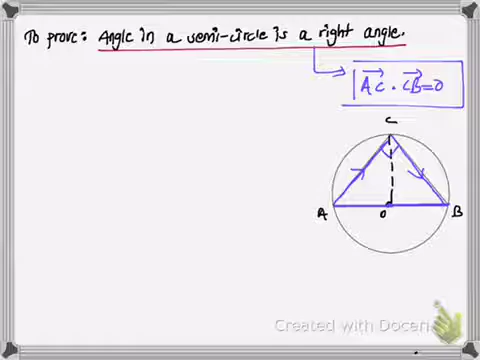 To prove: Angle in a semi-circle is a right angle.
AC · CB = 0
C
A
O
B
Created with Doceri